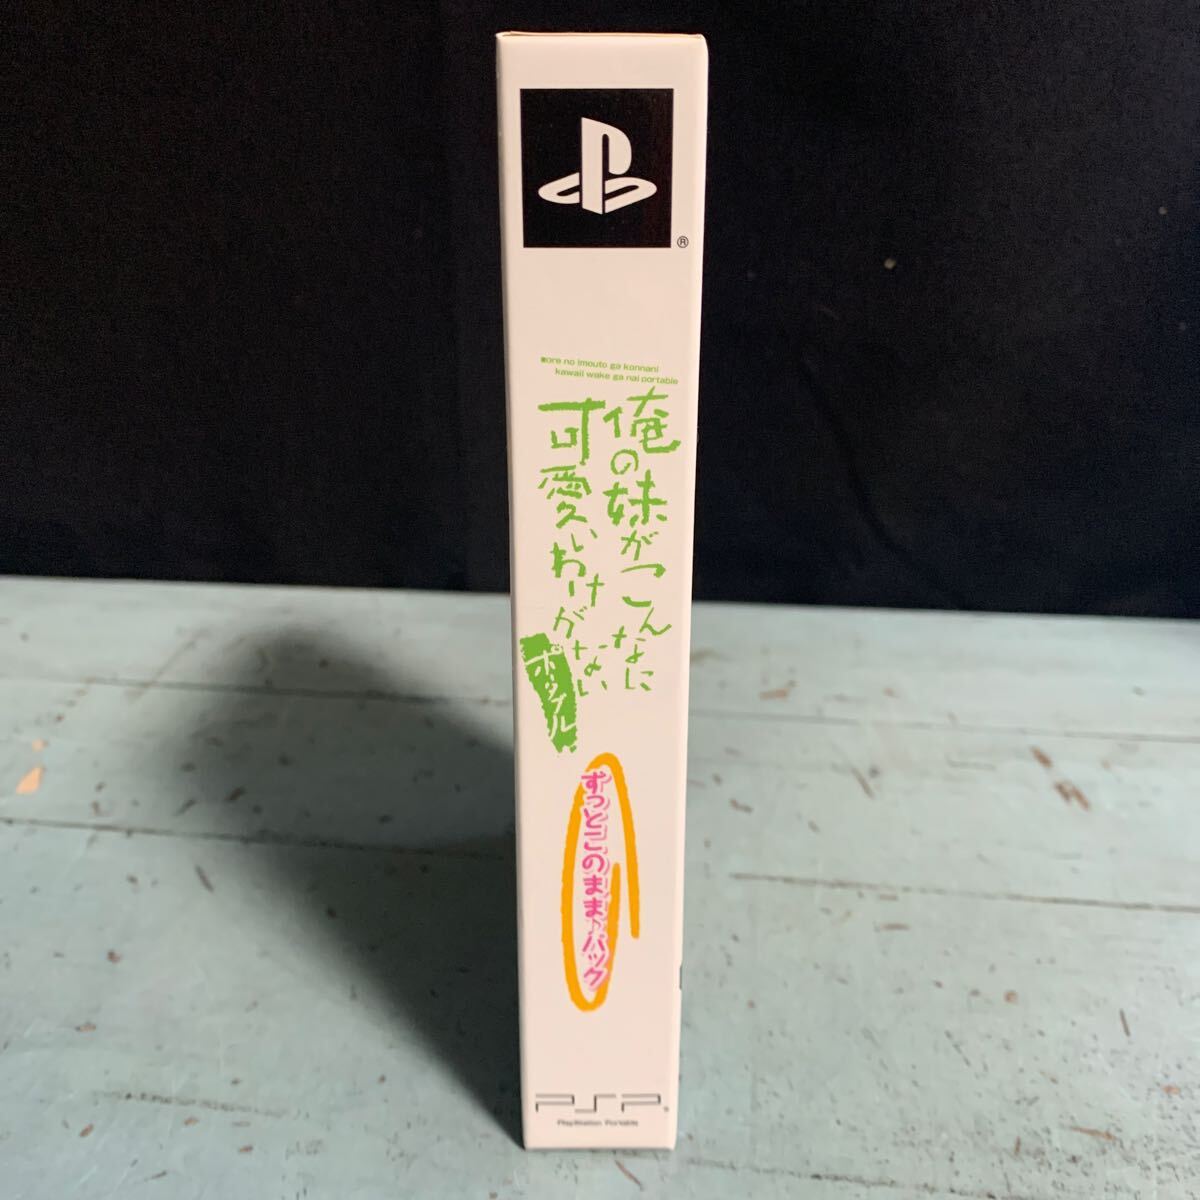 ®
■ore no imouto ga konnani
kawaii wake ga nai portable
俺の妹がこんなに
可愛いわけがない
ポータブル
ずっとこのまま♪パック
PSP®
PlayStation Portable